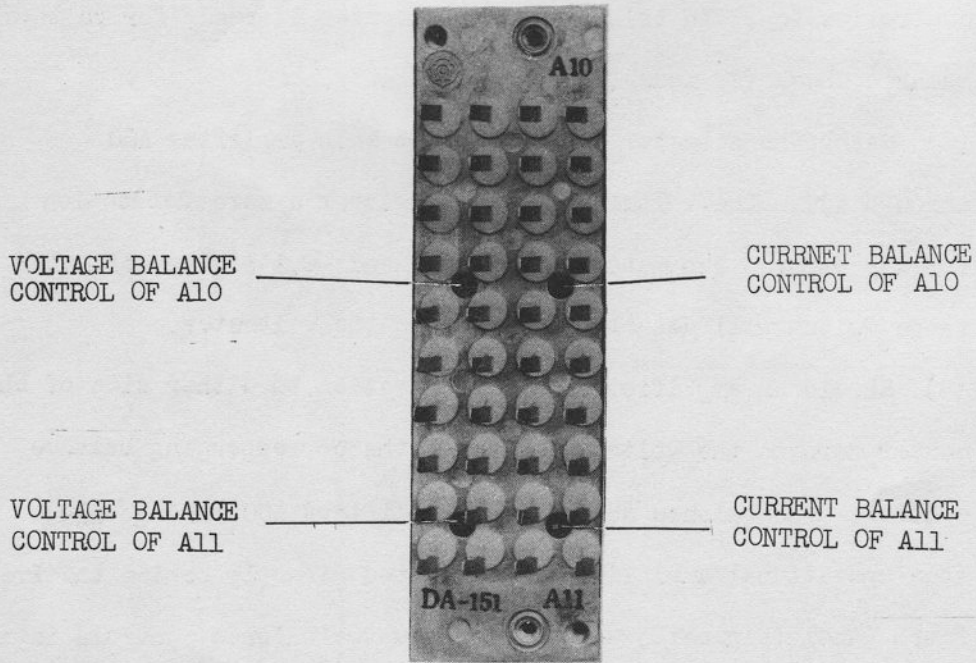 A10
VOLTAGE BALANCE
CONTROL OF A10
CURRNET BALANCE
CONTROL OF A10
VOLTAGE BALANCE
CONTROL OF A11
CURRENT BALANCE
CONTROL OF A11
DA-151 A11